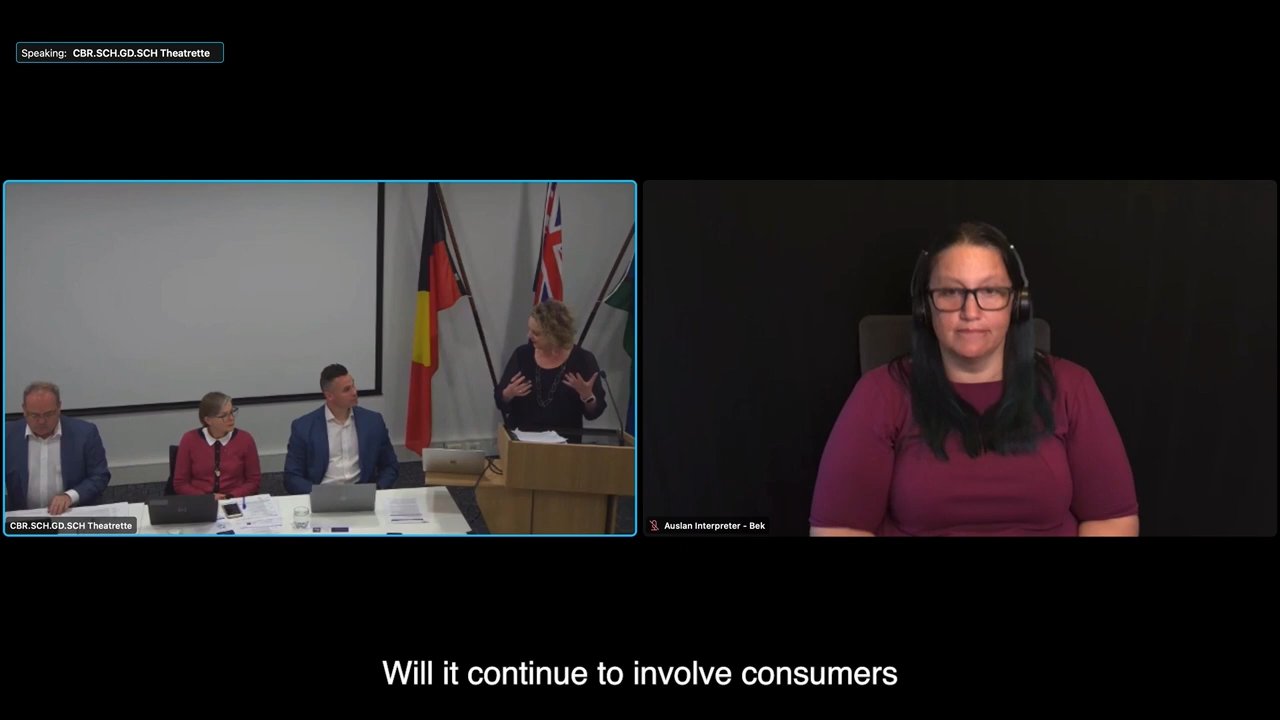 Speaking: CBR.SCH.GD.SCH Theatrette
CBR.SCH.GD.SCH Theatrette
Auslan Interpreter - Bek
Will it continue to involve consumers